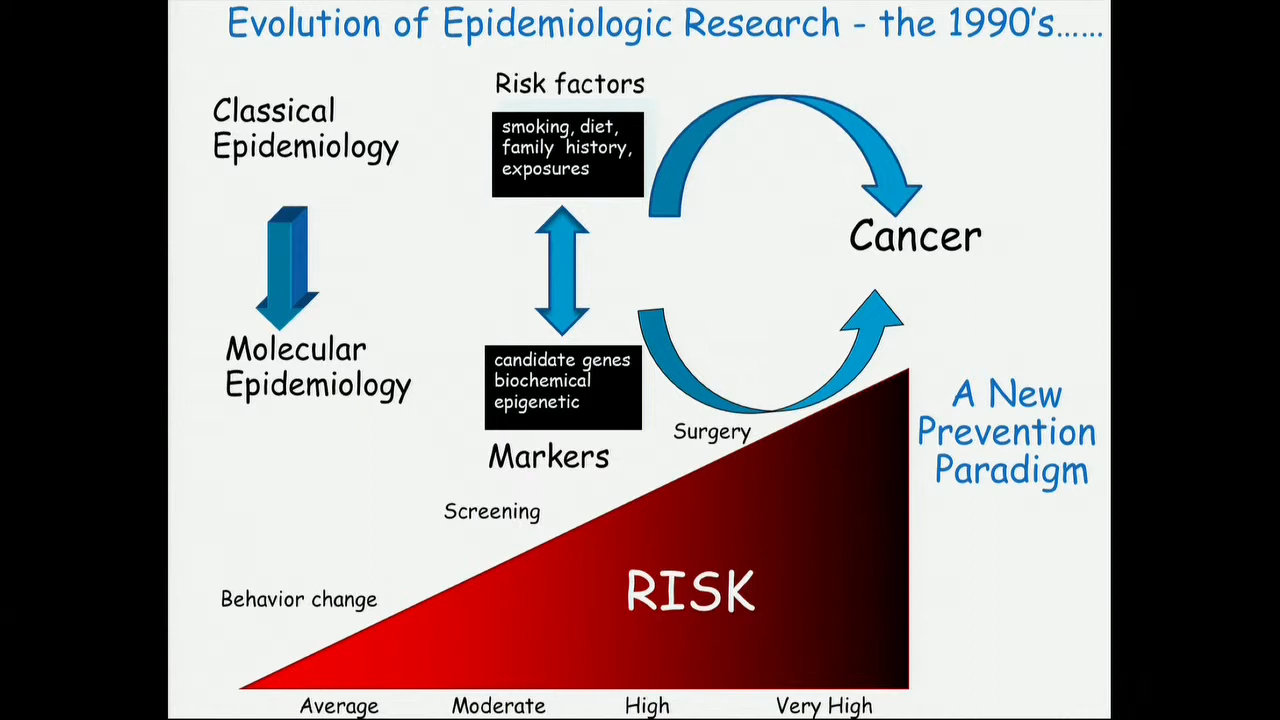 Evolution of Epidemiologic Research - the 1990's......
Risk factors
Classical
Epidemiology
smoking, diet,
family history,
exposures
Cancer
Molecular
Epidemiology
candidate genes
biochemical
epigenetic
Markers
A New
Prevention
Paradigm
Surgery
Screening
Behavior change
RISK
Average
Moderate
High
Very High